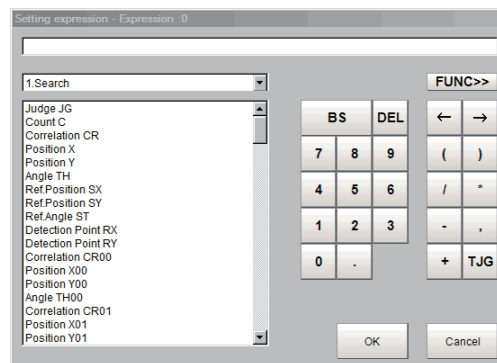 Setting expression - Expression :0
1.Search
FUNC>>
Judge JG
Count C
Correlation CR
Position X
Position Y
Angle TH
Ref.Position SX
Ref.Position SY
Ref.Angle ST
Detection Point RX
Detection Point RY
Correlation CR00
Position X00
Position Y00
Angle TH00
Correlation CR01
Position X01
Position Y01
BS DEL ← →
7 8 9 ( )
4 5 6 / *
1 2 3 - ,
0 . + TJG
OK Cancel